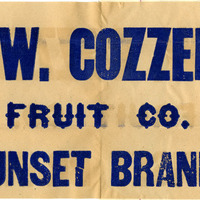 W. COZZE
FRUIT CO.
UNSET BRAN